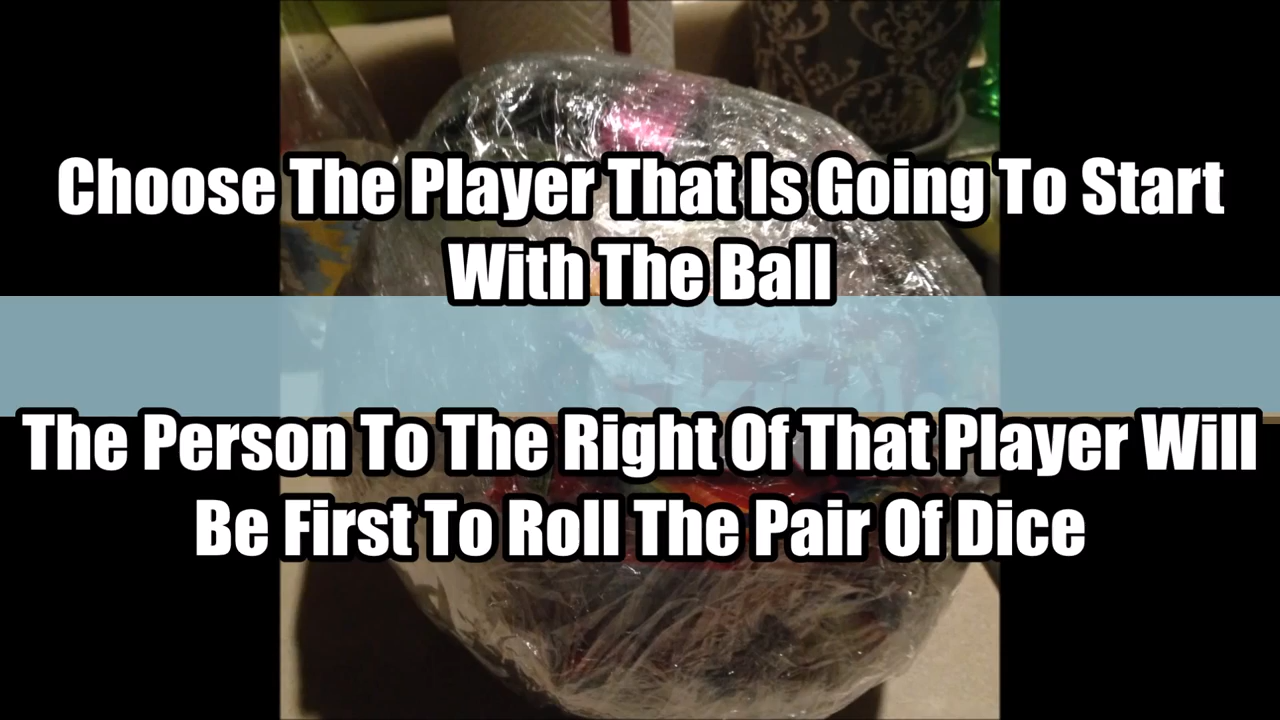 Choose The Player That Is Going To Start
With The Ball
The Person To The Right Of That Player Will
Be First To Roll The Pair Of Dice